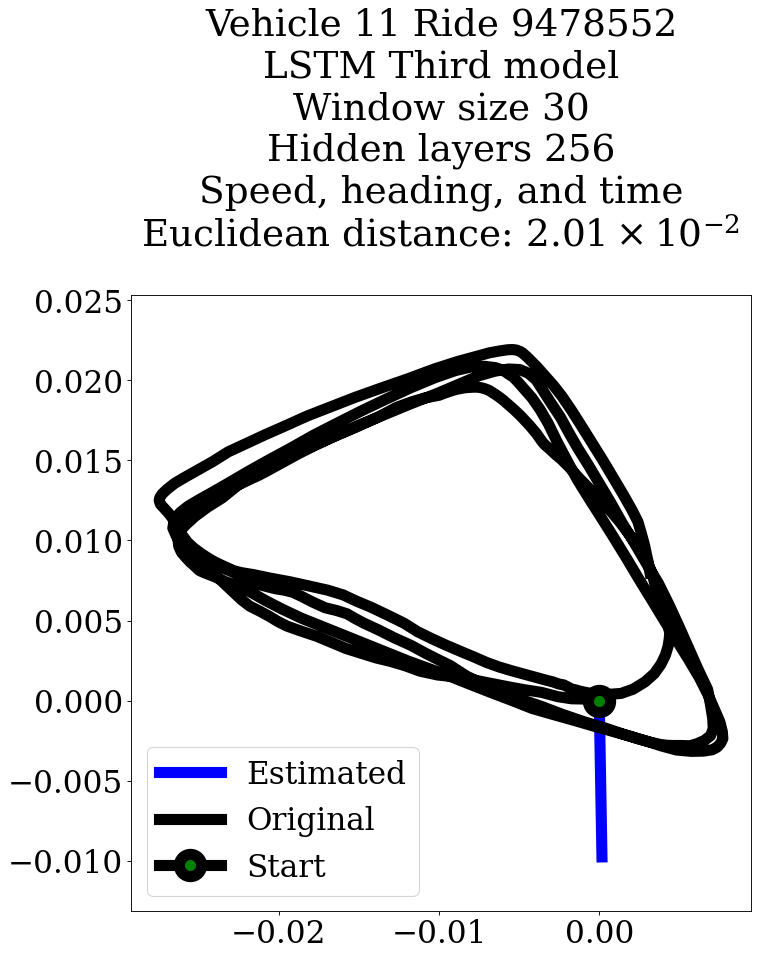 Vehicle 11 Ride 9478552
LSTM Third model
Window size 30
Hidden layers 256
Speed, heading, and time
Euclidean distance: 2.01 × 10⁻²
0.025
0.020
0.015
0.010
0.005
0.000
−0.005
−0.010
Estimated
Original
Start
−0.02 −0.01 0.00